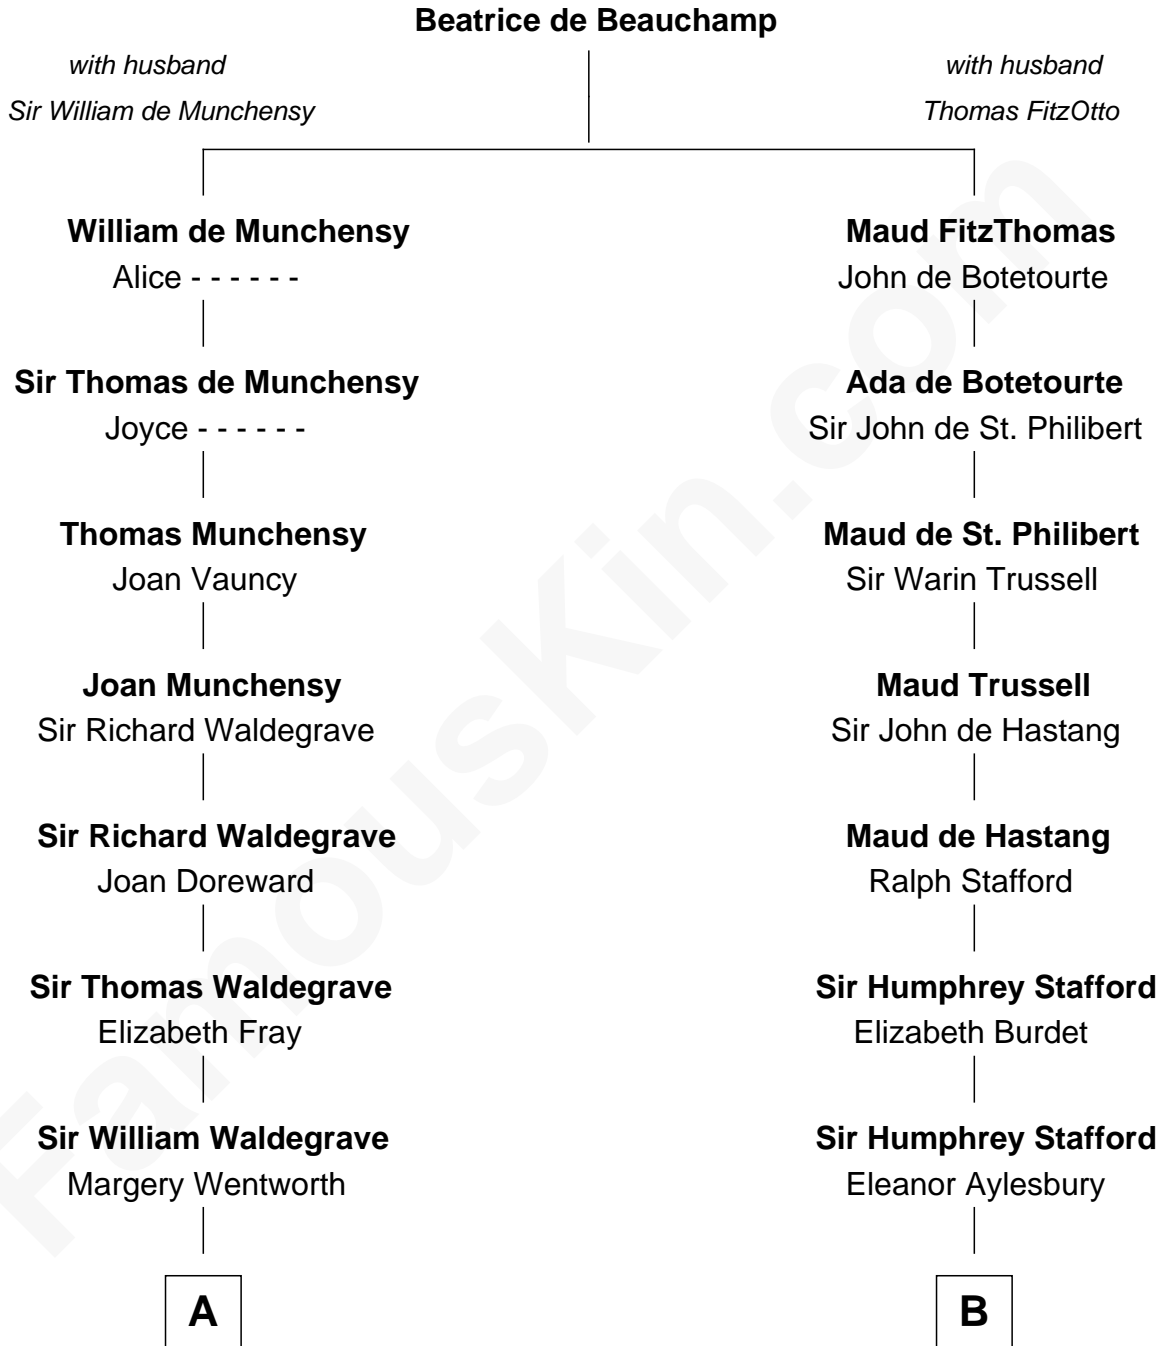 Beatrice de Beauchamp
with husband
Sir William de Munchensy
with husband
Thomas FitzOtto
William de Munchensy
Alice - - - - - -
Maud FitzThomas
John de Botetourte
Sir Thomas de Munchensy
Joyce - - - - - -
Ada de Botetourte
Sir John de St. Philibert
Thomas Munchensy
Joan Vauncy
Maud de St. Philibert
Sir Warin Trussell
Joan Munchensy
Sir Richard Waldegrave
Maud Trussell
Sir John de Hastang
Sir Richard Waldegrave
Joan Doreward
Maud de Hastang
Ralph Stafford
Sir Thomas Waldegrave
Elizabeth Fray
Sir Humphrey Stafford
Elizabeth Burdet
Sir William Waldegrave
Margery Wentworth
Sir Humphrey Stafford
Eleanor Aylesbury
A
B
FamousKin.com